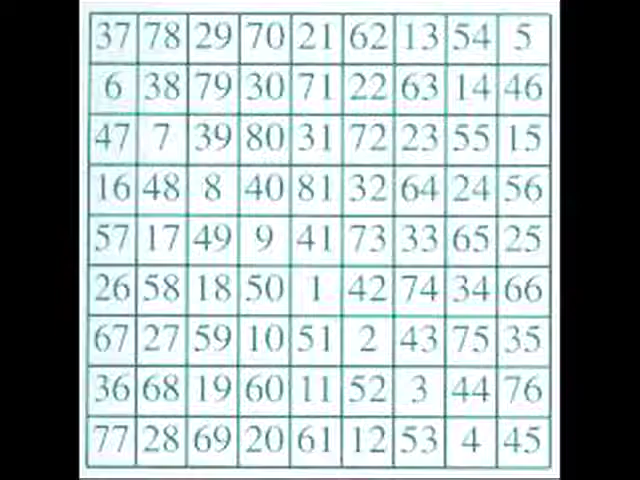 37 78 29 70 21 62 13 54 5
6 38 79 30 71 22 63 14 46
47 7 39 80 31 72 23 55 15
16 48 8 40 81 32 64 24 56
57 17 49 9 41 73 33 65 25
26 58 18 50 1 42 74 34 66
67 27 59 10 51 2 43 75 35
36 68 19 60 11 52 3 44 76
77 28 69 20 61 12 53 4 45